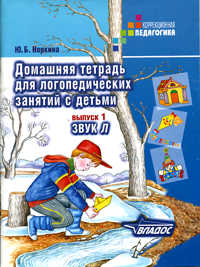 КОРРЕКЦИОННАЯ
ПЕДАГОГИКА
Ю. Б. Норкина
Домашняя тетрадь
для логопедических
занятий с детьми
ВЫПУСК 1
ЗВУК Л
ВЛАДОС